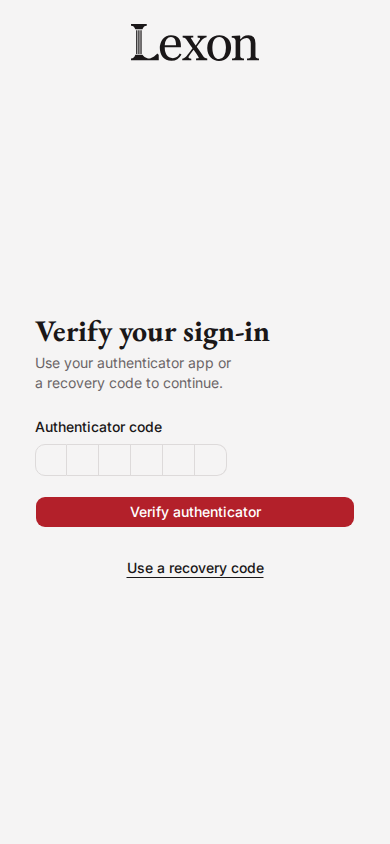 Lexon
Verify your sign-in
Use your authenticator app or
a recovery code to continue.
Authenticator code
Verify authenticator
Use a recovery code